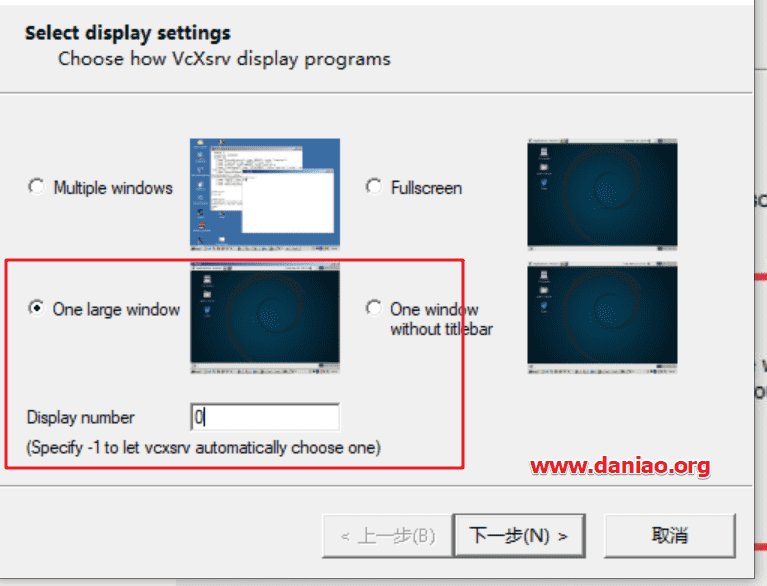 Select display settings
Choose how VcXsrv display programs
Multiple windows
Fullscreen
One large window
One window
without titlebar
Display number
0
(Specify -1 to let vcxsrv automatically choose one)
www.daniao.org
< 上一步(B)
下一步(N) >
取消